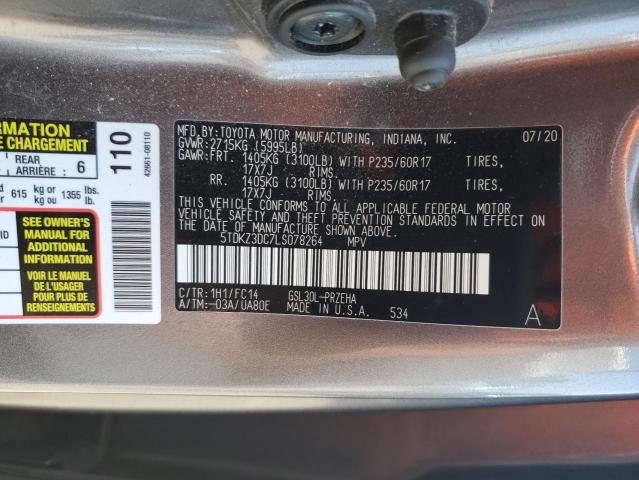 FORMATION
E CHARGEMENT
REAR
ARRIÈRE : 6
615 kg or kg ou 1355 lbs. lb.
SEE OWNER'S
MANUAL FOR
ADDITIONAL
INFORMATION
VOIR LE MANUEL
DE L'USAGER
POUR PLUS DE
RENSEIGNEMENTS
110
42661-08110
MFD. BY: TOYOTA MOTOR MANUFACTURING, INDIANA, INC. 07/20
GVWR: 2715KG (5995LB)
GAWR: FRT. 1405KG (3100LB) WITH P235/60R17 TIRES,
17X7J RIMS.
RR. 1405KG (3100LB) WITH P235/60R17 TIRES,
17X7J RIMS.
THIS VEHICLE CONFORMS TO ALL APPLICABLE FEDERAL MOTOR
VEHICLE SAFETY AND THEFT PREVENTION STANDARDS IN EFFECT ON
THE DATE OF MANUFACTURE SHOWN ABOVE.
5TDKZ3DC7LS078264 MPV
C/TR: 1H1/FC14 GSL30L-PRZEHA
A/TM: -03A/UA80E MADE IN U.S.A. 534 A